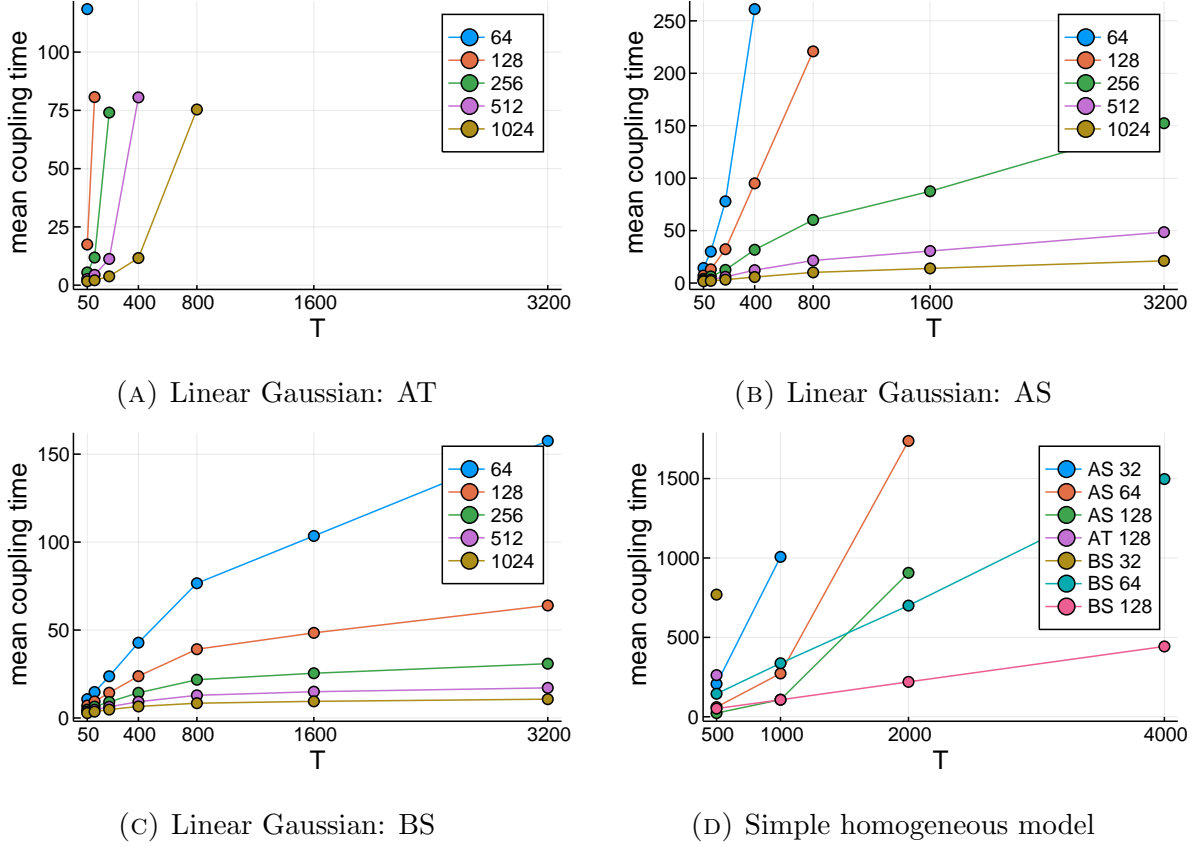 mean coupling time
100
75
50
25
0
50
400
800
1600
3200
T
64
128
256
512
1024
(A) Linear Gaussian: AT
mean coupling time
250
200
150
100
50
0
50
400
800
1600
3200
T
64
128
256
512
1024
(B) Linear Gaussian: AS
mean coupling time
150
100
50
0
50
400
800
1600
3200
T
64
128
256
512
1024
(C) Linear Gaussian: BS
mean coupling time
1500
1000
500
0
500
1000
2000
4000
T
AS 32
AS 64
AS 128
AT 128
BS 32
BS 64
BS 128
(D) Simple homogeneous model